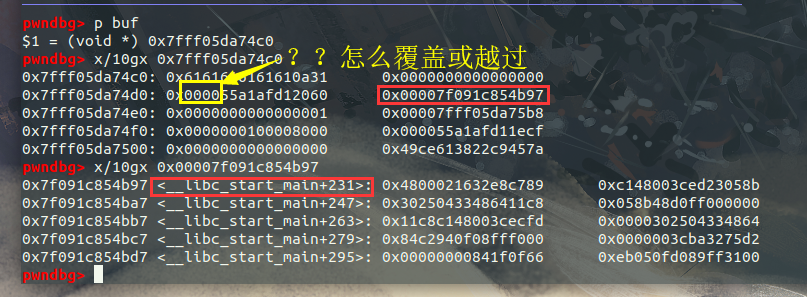 pwndbg> p buf
$1 = (void *) 0x7fff05da74c0
pwndbg> x/10gx 0x7fff05da74c0 ？？怎么覆盖或越过
0x7fff05da74c0: 0x6161610161610a31 0x0000000000000000
0x7fff05da74d0: 0x000055a1afd12060 0x00007f091c854b97
0x7fff05da74e0: 0x0000000000000001 0x00007fff05da75b8
0x7fff05da74f0: 0x0000000100008000 0x000055a1afd11ecf
0x7fff05da7500: 0x0000000000000000 0x49ce613822c9457a
pwndbg> x/10gx 0x00007f091c854b97
0x7f091c854b97 <__libc_start_main+231>: 0x4800021632e8c789 0xc148003ced23058b
0x7f091c854ba7 <__libc_start_main+247>: 0x30250433486411c8 0x058b48d0ff000000
0x7f091c854bb7 <__libc_start_main+263>: 0x11c8c148003cecfd 0x0000302504334864
0x7f091c854bc7 <__libc_start_main+279>: 0x84c2940f08fff000 0x0000003cba3275d2
0x7f091c854bd7 <__libc_start_main+295>: 0x00000000841f0f66 0xeb050fd089ff3100
pwndbg>